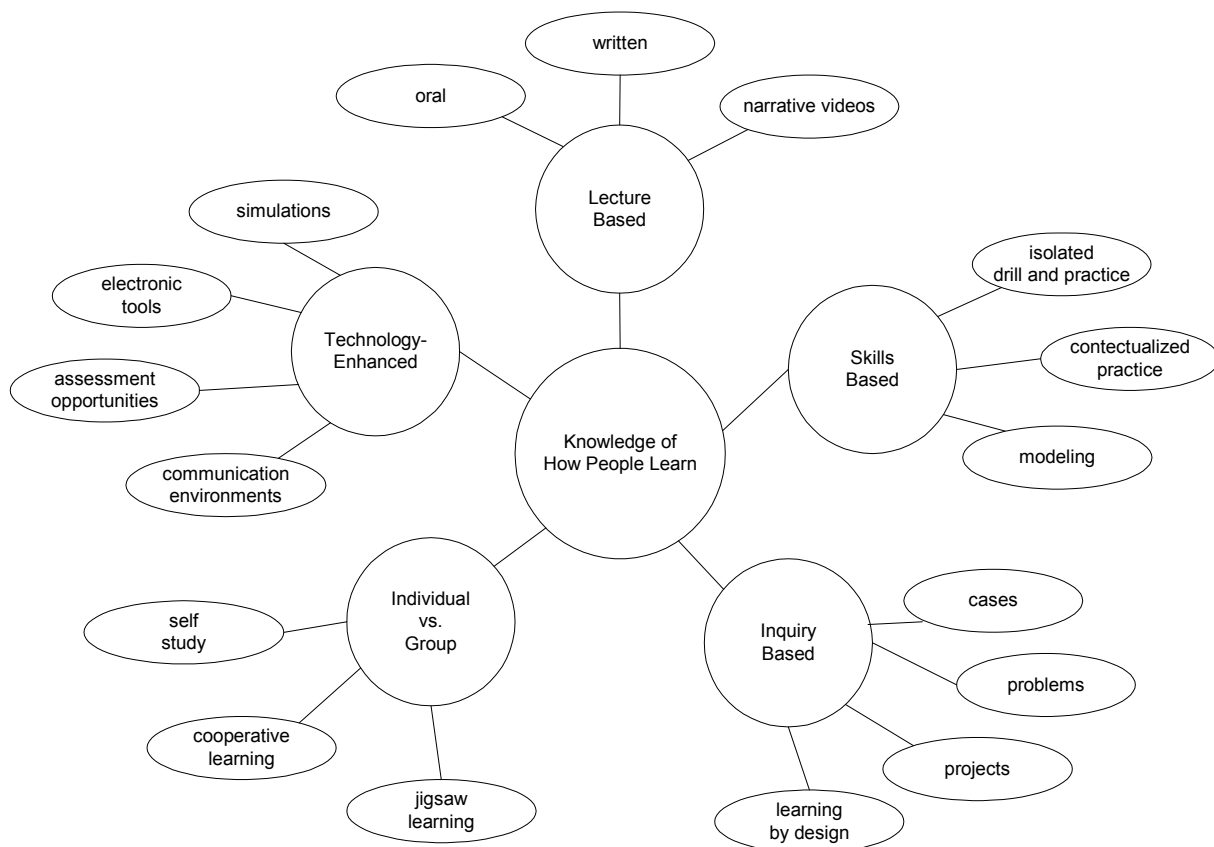 written
oral
narrative videos
Lecture
Based
simulations
electronic
tools
Technology-
Enhanced
assessment
opportunities
communication
environments
isolated
drill and practice
Skills
Based
contectualized
practice
modeling
Knowledge of
How People Learn
Individual
vs.
Group
self
study
cooperative
learning
jigsaw
learning
Inquiry
Based
cases
problems
projects
learning
by design